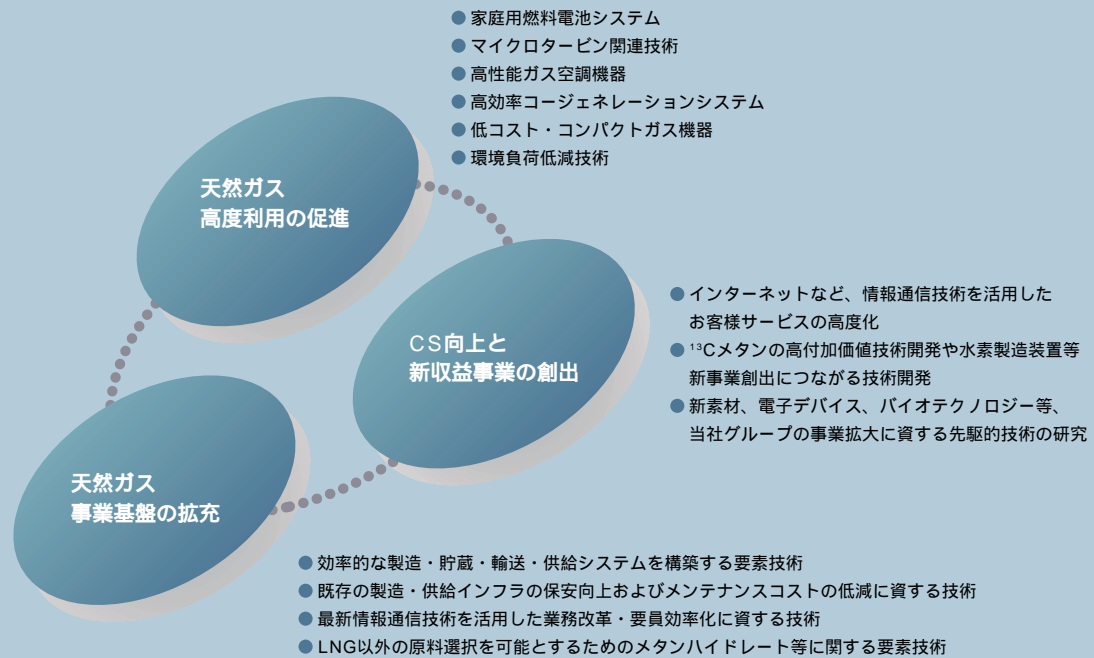 ● 家庭用燃料電池システム
● マイクロタービン関連技術
● 高性能ガス空調機器
● 高効率コージェネレーションシステム
● 低コスト・コンパクトガス機器
● 環境負荷低減技術
天然ガス
高度利用の促進
CS向上と
新収益事業の創出
● インターネットなど、情報通信技術を活用した
お客様サービスの高度化
● ¹³Cメタンの高付加価値技術開発や水素製造装置等
新事業創出につながる技術開発
● 新素材、電子デバイス、バイオテクノロジー等、
当社グループの事業拡大に資する先駆的技術の研究
天然ガス
事業基盤の拡充
● 効率的な製造・貯蔵・輸送・供給システムを構築する要素技術
● 既存の製造・供給インフラの保安向上およびメンテナンスコストの低減に資する技術
● 最新情報通信技術を活用した業務改革・要員効率化に資する技術
● LNG以外の原料選択を可能とするためのメタンハイドレート等に関する要素技術